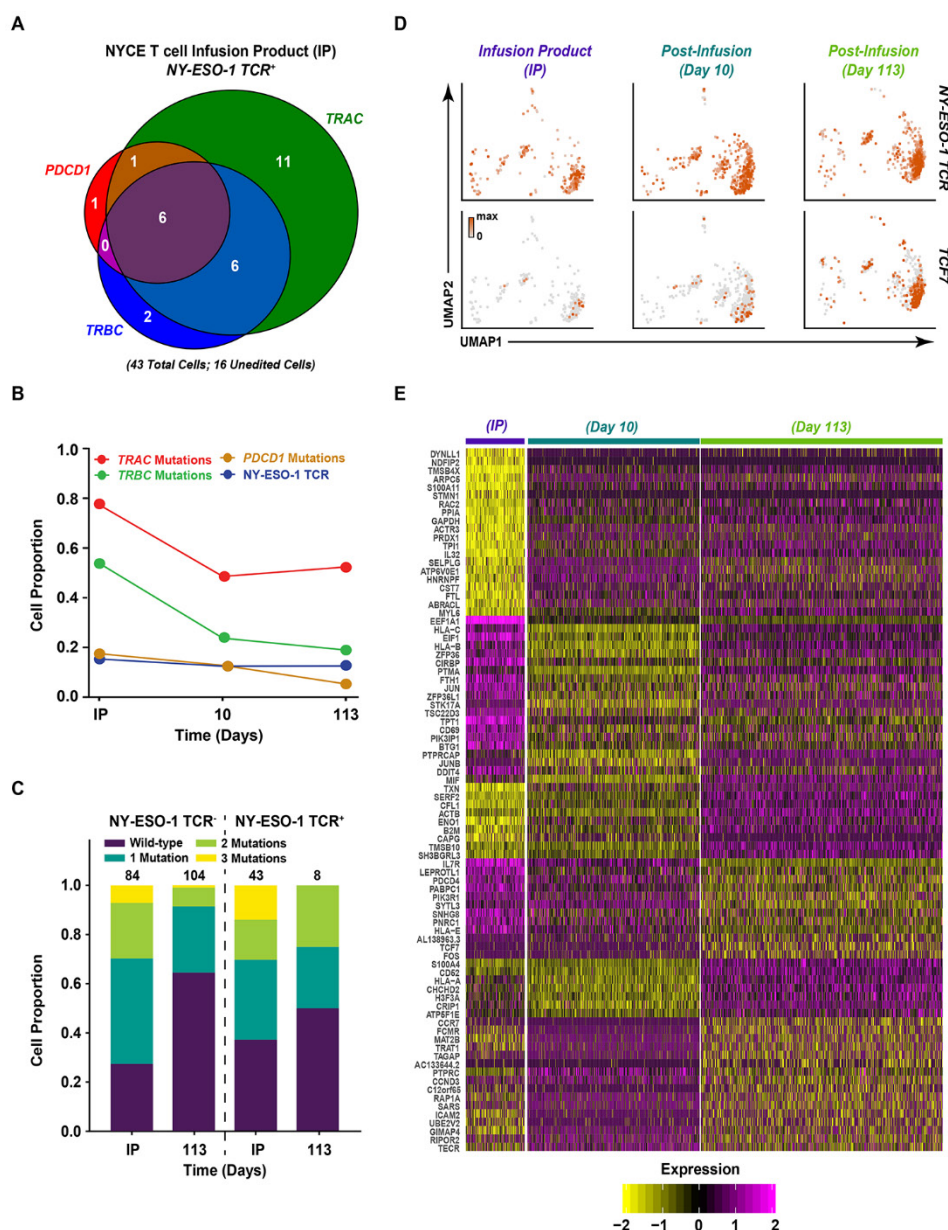 A
NYCE T cell Infusion Product (IP)
NY-ESO-1 TCR+
TRAC
PDCD1
1
11
1
6
0
6
2
TRBC
(43 Total Cells; 16 Unedited Cells)
B
1.0
0.8
0.6
0.4
0.2
0.0
Cell Proportion
TRAC Mutations
PDCD1 Mutations
TRBC Mutations
NY-ESO-1 TCR
IP
10
113
Time (Days)
C
NY-ESO-1 TCR-
NY-ESO-1 TCR+
Wild-type
2 Mutations
1 Mutation
3 Mutations
84
104
43
8
1.0
0.8
0.6
0.4
0.2
0.0
Cell Proportion
IP
113
IP
113
Time (Days)
D
Infusion Product
(IP)
Post-Infusion
(Day 10)
Post-Infusion
(Day 113)
NY-ESO-1 TCR
max
0
TCF7
UMAP2
UMAP1
E
(IP)
(Day 10)
(Day 113)
DYNLL1
NDFIP2
TMSB4X
ARPC5
S100A11
STMN1
RAC2
PPIA
GAPDH
ACTR3
PRDX1
TPI1
IL32
SELPLG
ATP6V0E1
HNRNPF
CST7
FTL
ABRACL
MYL6
EEF1A1
HLA-C
EIF1
HLA-B
ZFP36
CIRBP
PTMA
FTH1
JUN
ZFP36L1
STK17A
TSC22D3
TPT1
CD69
PIK3IP1
BTG1
PTPRCAP
JUNB
DDIT4
MIF
TXN
SERF2
CFL1
ACTB
ENO1
B2M
CAPG
TMSB10
SH3BGRL3
IL7R
LEPROTL1
PDCD4
PABPC1
PIK3R1
SYTL3
SNHG8
PNRC1
HLA-E
AL138963.3
TCF7
FOS
S100A4
CD52
HLA-A
CHCHD2
H3F3A
CRIP1
ATP5F1E
CCR7
FCMR
MAT2B
TRAT1
TAGAP
AC133644.2
PTPRC
CCND3
C12orf65
RAP1A
SARS
ICAM2
UBE2V2
GIMAP4
RIPOR2
TECR
Expression
−2
−1
0
1
2